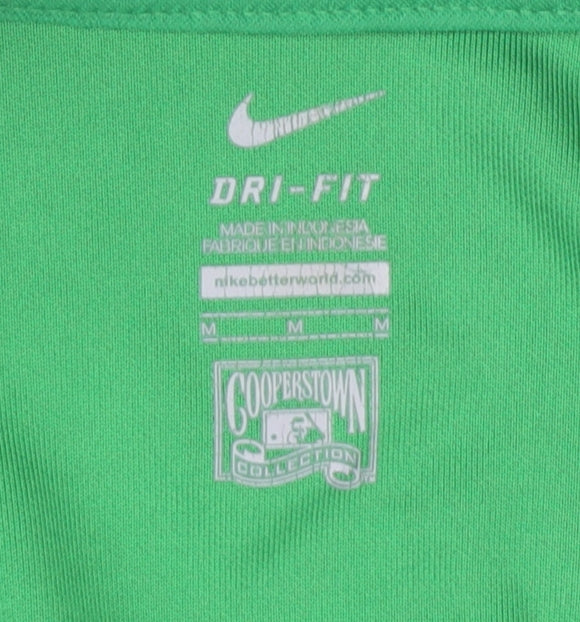 DRI-FIT
MADE IN INDONESIA
FABRIQUE EN INDONESIE
nikebetterworld.com
M M M
COOPERSTOWN
COLLECTION